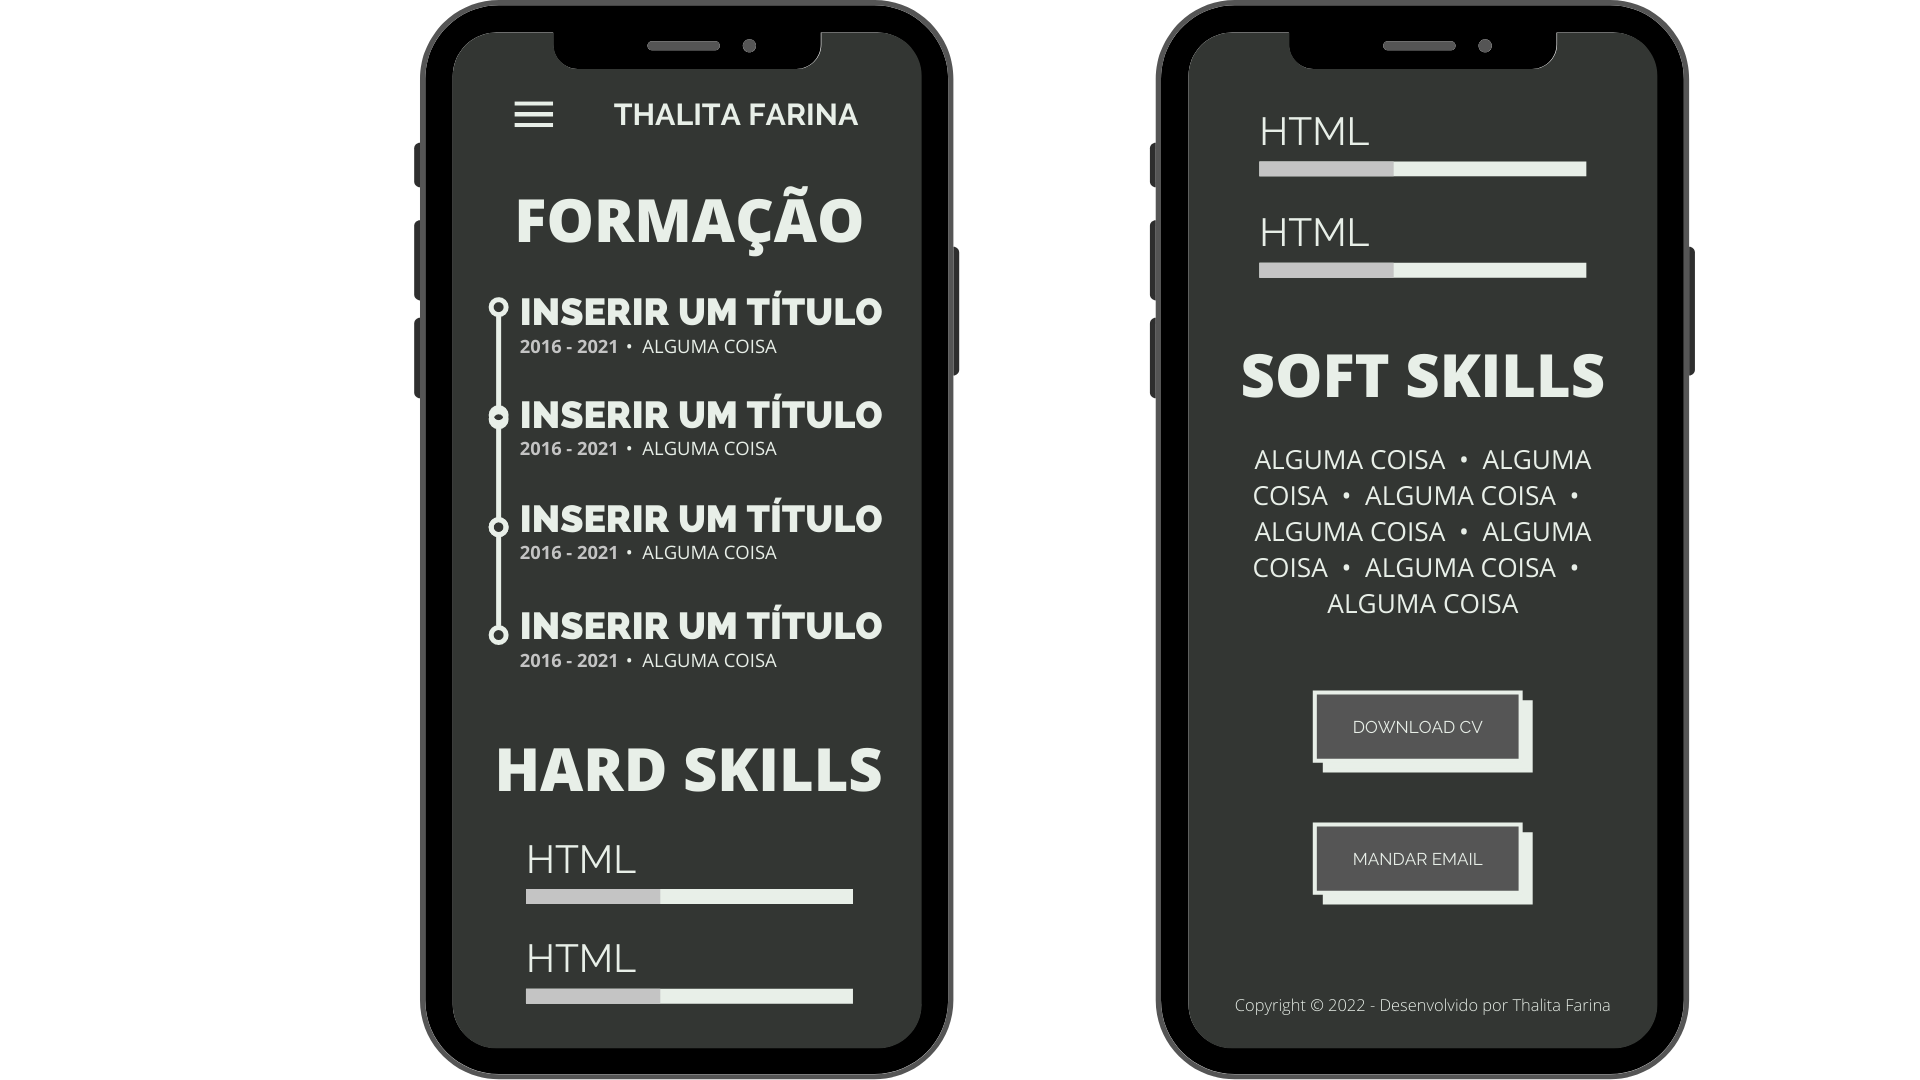 THALITA FARINA
FORMAÇÃO
INSERIR UM TÍTULO
2016 - 2021 • ALGUMA COISA
INSERIR UM TÍTULO
2016 - 2021 • ALGUMA COISA
INSERIR UM TÍTULO
2016 - 2021 • ALGUMA COISA
INSERIR UM TÍTULO
2016 - 2021 • ALGUMA COISA
HARD SKILLS
HTML
HTML
HTML
HTML
SOFT SKILLS
ALGUMA COISA • ALGUMA
COISA • ALGUMA COISA •
ALGUMA COISA • ALGUMA
COISA • ALGUMA COISA •
ALGUMA COISA
DOWNLOAD CV
MANDAR EMAIL
Copyright © 2022 - Desenvolvido por Thalita Farina